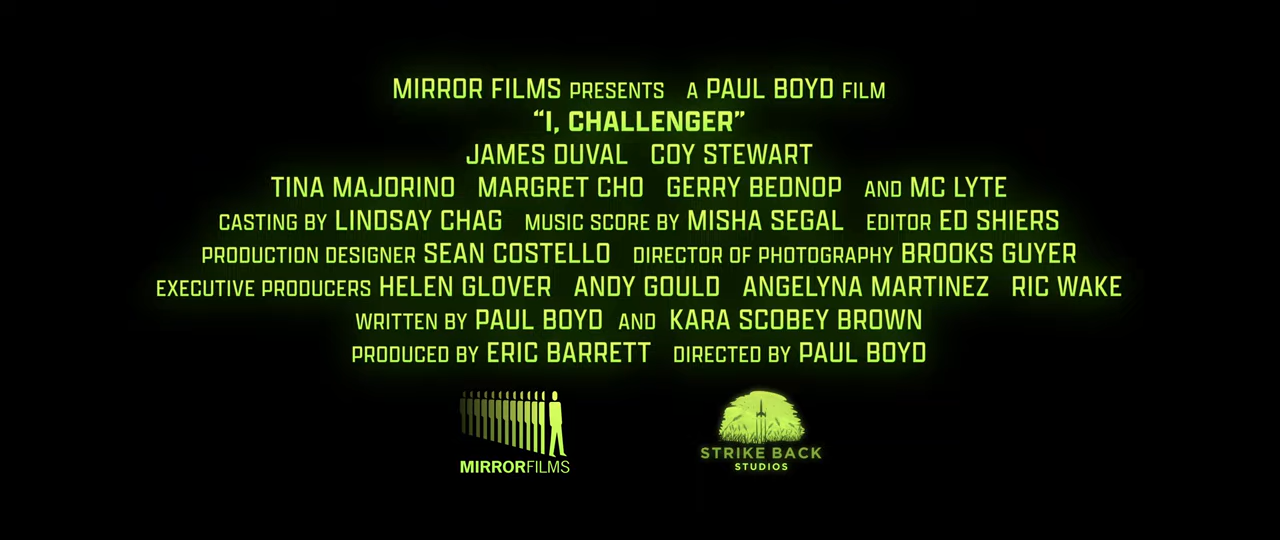 MIRROR FILMS PRESENTS A PAUL BOYD FILM
“I, CHALLENGER”
JAMES DUVAL COY STEWART
TINA MAJORINO MARGRET CHO GERRY BEDNOP AND MC LYTE
CASTING BY LINDSAY CHAG MUSIC SCORE BY MISHA SEGAL EDITOR ED SHIERS
PRODUCTION DESIGNER SEAN COSTELLO DIRECTOR OF PHOTOGRAPHY BROOKS GUYER
EXECUTIVE PRODUCERS HELEN GLOVER ANDY GOULD ANGELYNA MARTINEZ RIC WAKE
WRITTEN BY PAUL BOYD AND KARA SCOBEY BROWN
PRODUCED BY ERIC BARRETT DIRECTED BY PAUL BOYD
MIRRORFILMS
STRIKE BACK
STUDIOS